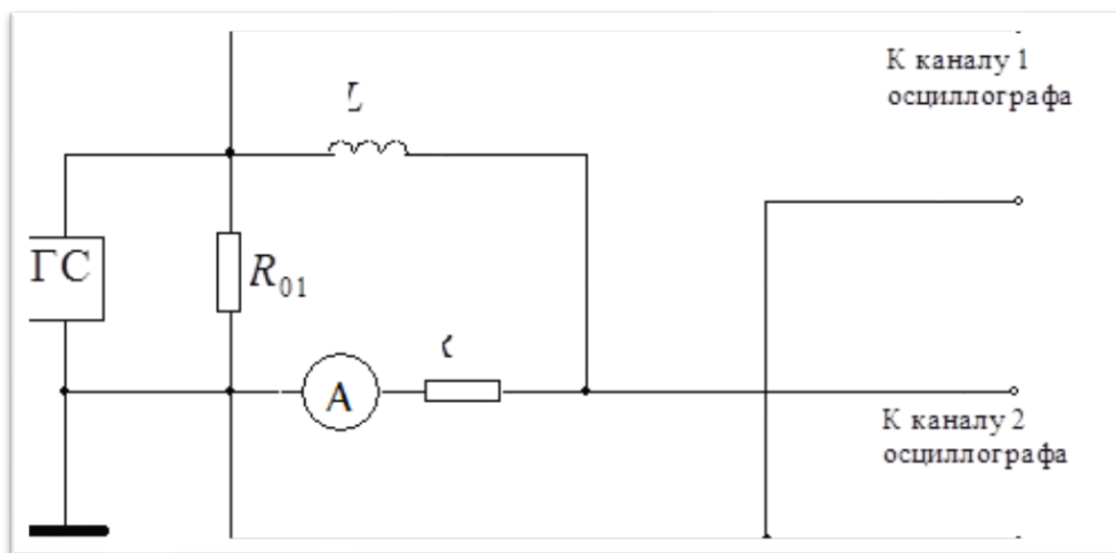 К каналу 1
осциллографа
L
ГС
R₀₁
А
К каналу 2
осциллографа